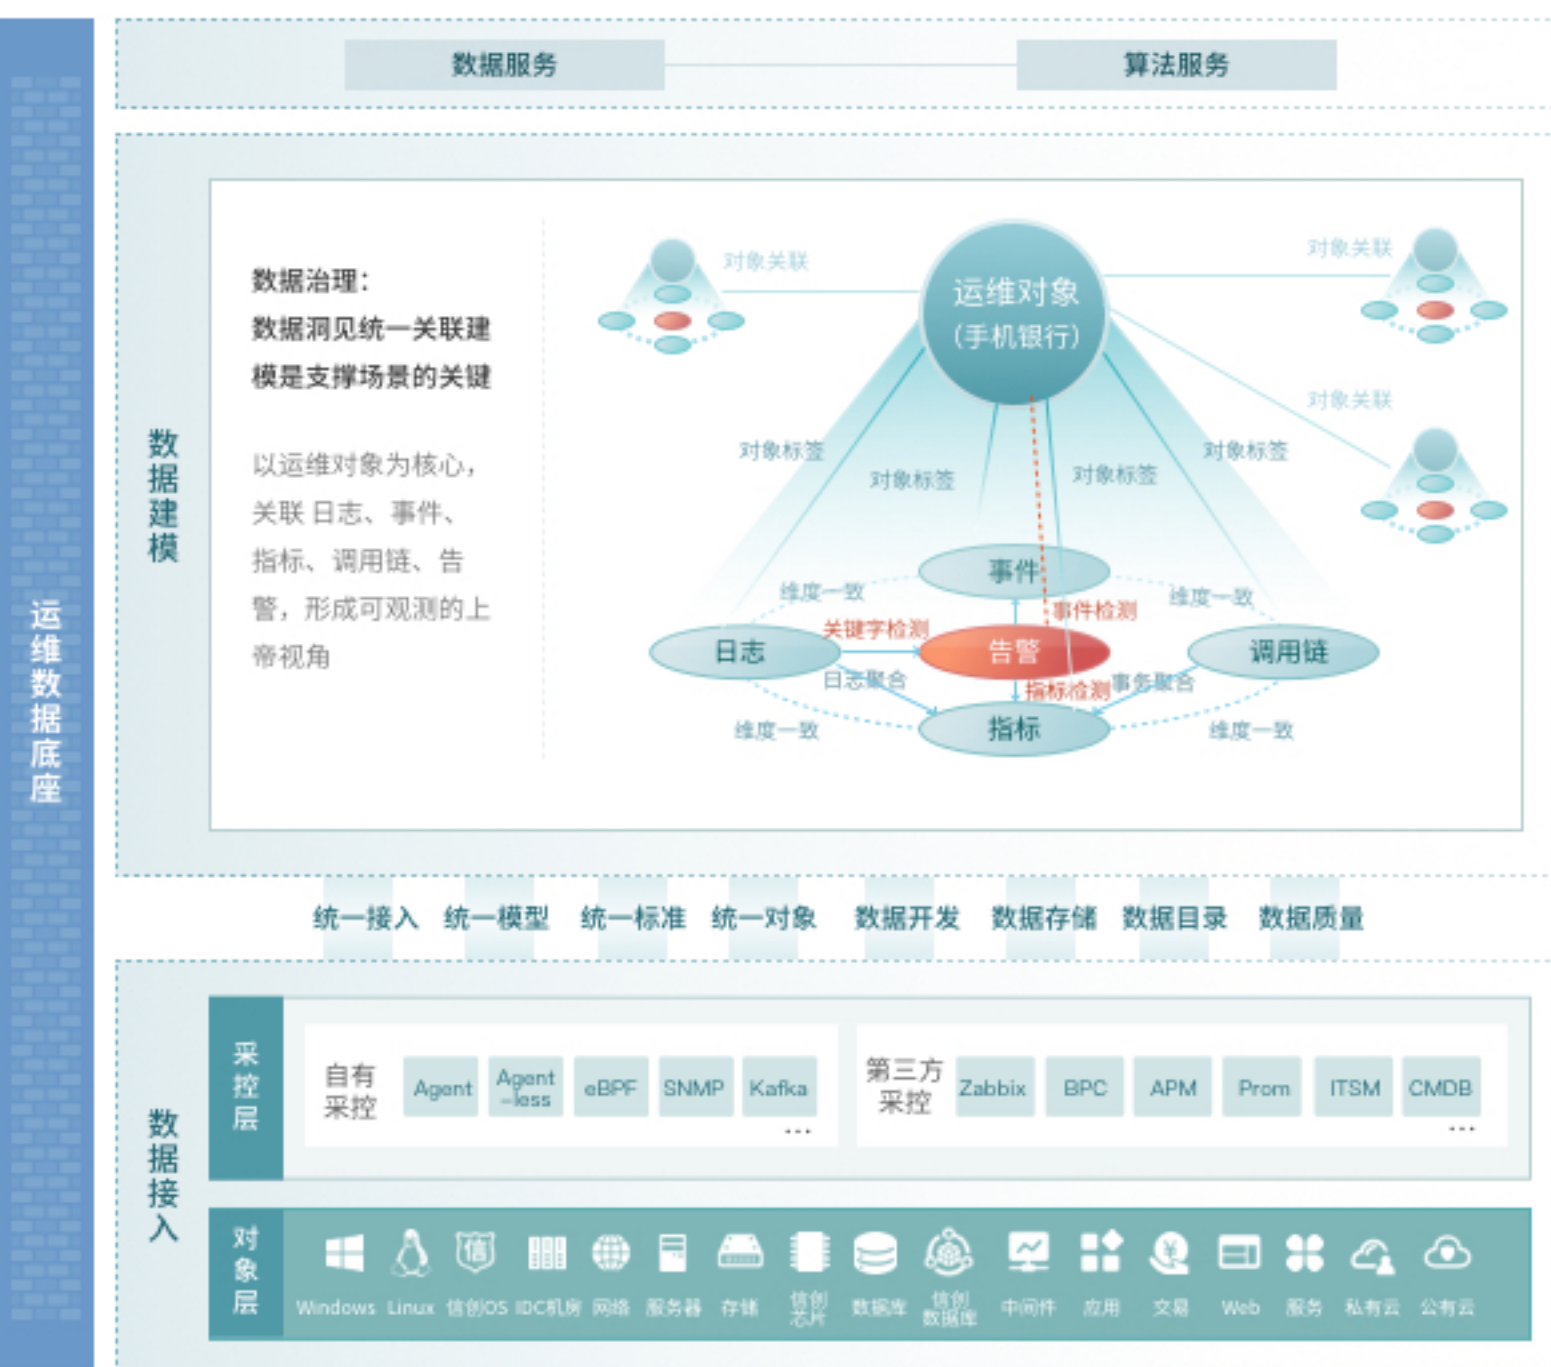 运维数据底座
数据服务
算法服务
数据建模
数据治理：
数据洞见统一关联建
模是支撑场景的关键
以运维对象为核心，
关联 日志、事件、
指标、调用链、告
警，形成可观测的上
帝视角
对象关联
运维对象
（手机银行）
对象关联
对象关联
对象标签
对象标签
对象标签
对象标签
事件
维度一致
维度一致
关键字检测
事件检测
日志
告警
调用链
日志聚合
指标检测
事务聚合
指标
维度一致
维度一致
统一接入
统一模型
统一标准
统一对象
数据开发
数据存储
数据目录
数据质量
数据接入
采控层
自有
采控
Agent
Agent
-less
eBPF
SNMP
Kafka
...
第三方
采控
Zabbix
BPC
APM
Prom
ITSM
CMDB
...
对象层
信
¥
Windows
Linux
信创OS
IDC机房
网络
服务器
存储
信创
芯片
数据库
信创
数据库
中间件
应用
交易
Web
服务
私有云
公有云